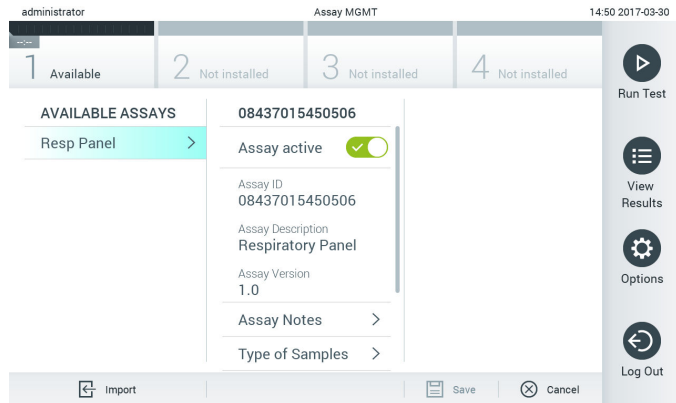 administrator Assay MGMT 14:50 2017-03-30
--:--
1 Available 2 Not installed 3 Not installed 4 Not installed
Run Test
View
Results
Options
Log Out
AVAILABLE ASSAYS
Resp Panel
08437015450506
Assay active
Assay ID
08437015450506
Assay Description
Respiratory Panel
Assay Version
1.0
Assay Notes
Type of Samples
Import Save Cancel